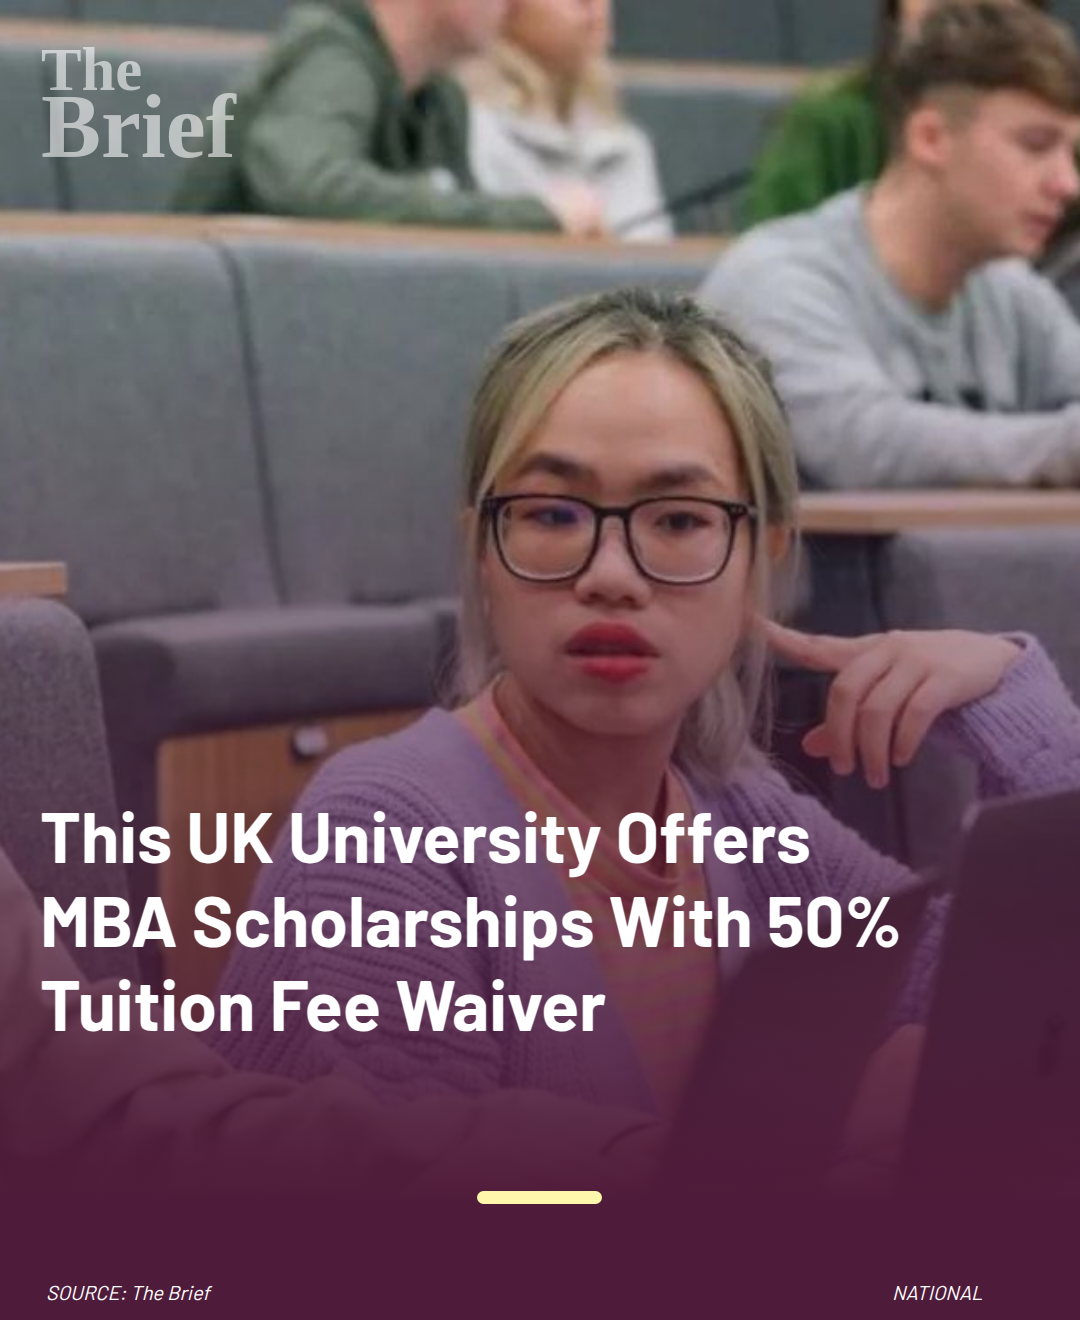 The
Brief
This UK University Offers
MBA Scholarships With 50%
Tuition Fee Waiver
SOURCE: The Brief
NATIONAL